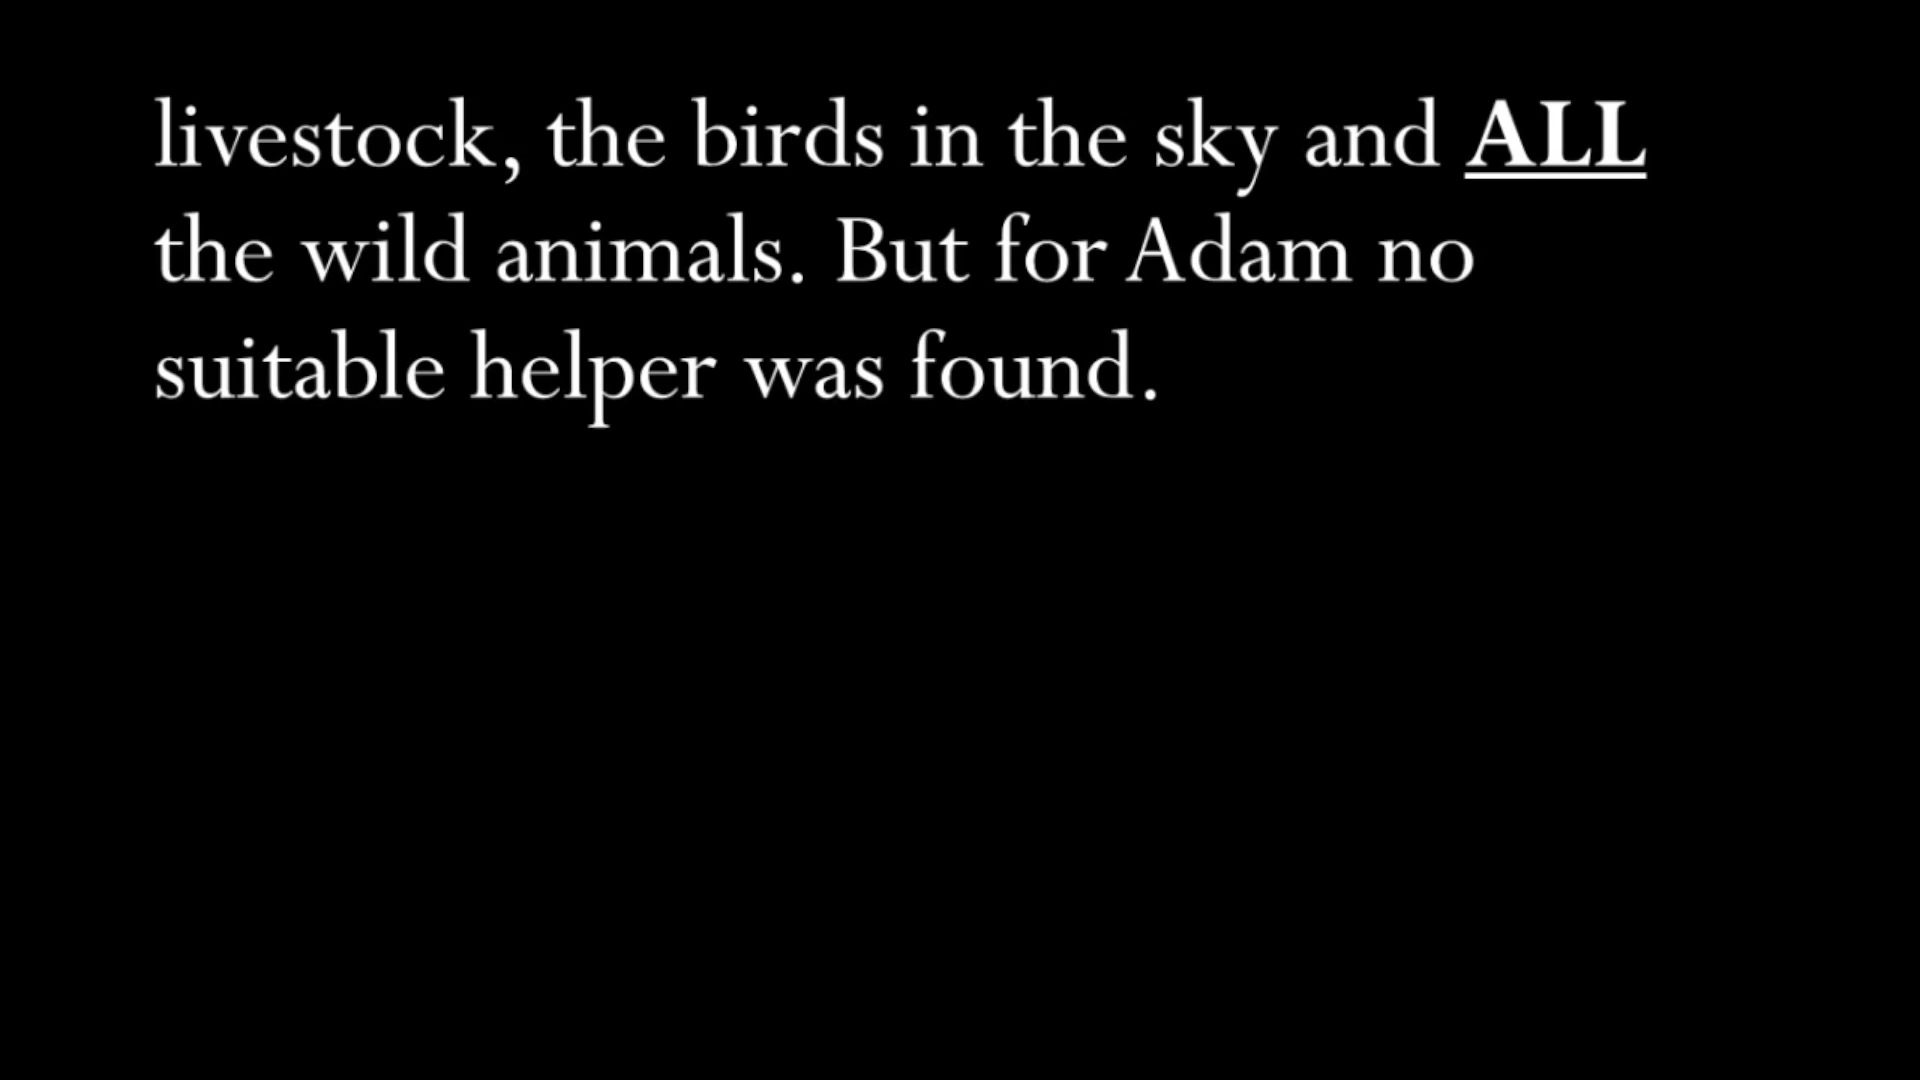 livestock, the birds in the sky and ALL
the wild animals. But for Adam no
suitable helper was found.